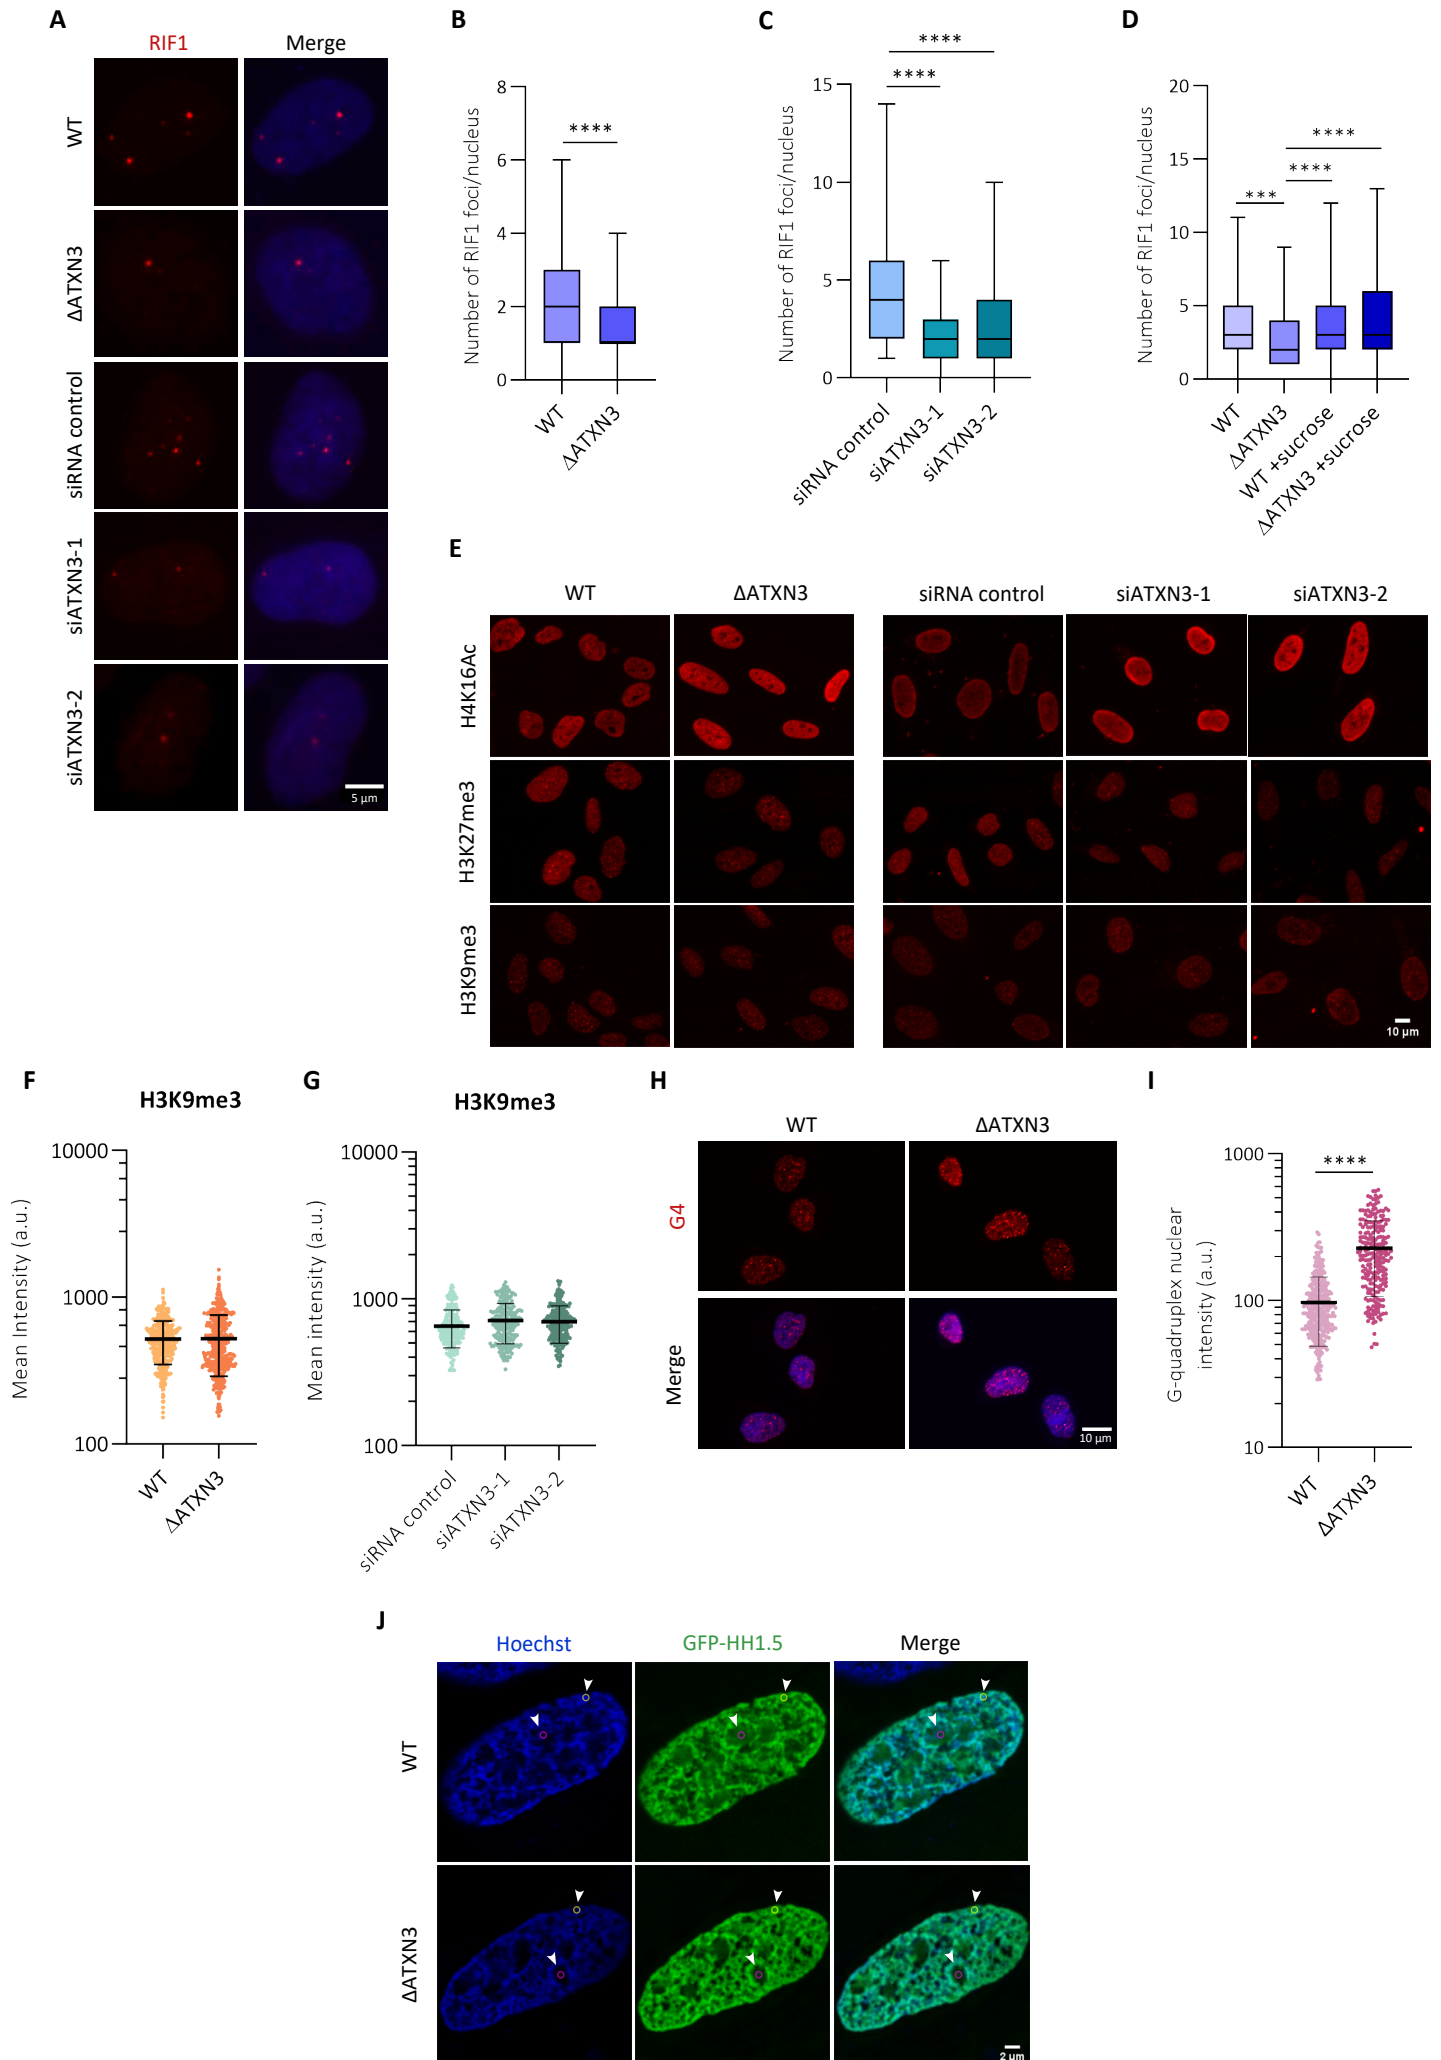 A
RIF1
Merge
WT
ΔATXN3
siRNA control
siATXN3-1
siATXN3-2
5 µm
B
Number of RIF1 foci/nucleus
8
6
4
2
0
****
WT
ΔATXN3
C
Number of RIF1 foci/nucleus
15
10
5
0
****
****
siRNA control
siATXN3-1
siATXN3-2
D
Number of RIF1 foci/nucleus
20
15
10
5
0
****
****
***
WT
ΔATXN3
WT +sucrose
ΔATXN3 +sucrose
E
WT
ΔATXN3
siRNA control
siATXN3-1
siATXN3-2
H4K16Ac
H3K27me3
H3K9me3
10 µm
F
H3K9me3
Mean Intensity (a.u.)
10000
1000
100
WT
ΔATXN3
G
H3K9me3
Mean intensity (a.u.)
10000
1000
100
siRNA control
siATXN3-1
siATXN3-2
H
WT
ΔATXN3
G4
Merge
10 µm
I
G-quadruplex nuclear
intensity (a.u.)
1000
100
10
****
WT
ΔATXN3
J
Hoechst
GFP-HH1.5
Merge
WT
ΔATXN3
2 µm